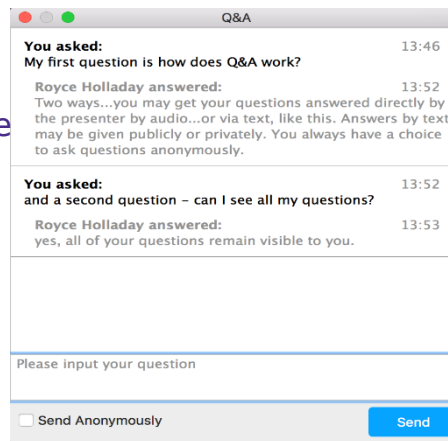 Q&A
You asked: 13:46
My first question is how does Q&A work?
Royce Holladay answered: 13:52
Two ways...you may get your questions answered directly by
the presenter by audio...or via text, like this. Answers by text
may be given publicly or privately. You always have a choice
to ask questions anonymously.
e
You asked: 13:52
and a second question – can I see all my questions?
Royce Holladay answered: 13:53
yes, all of your questions remain visible to you.
Please input your question
Send Anonymously
Send